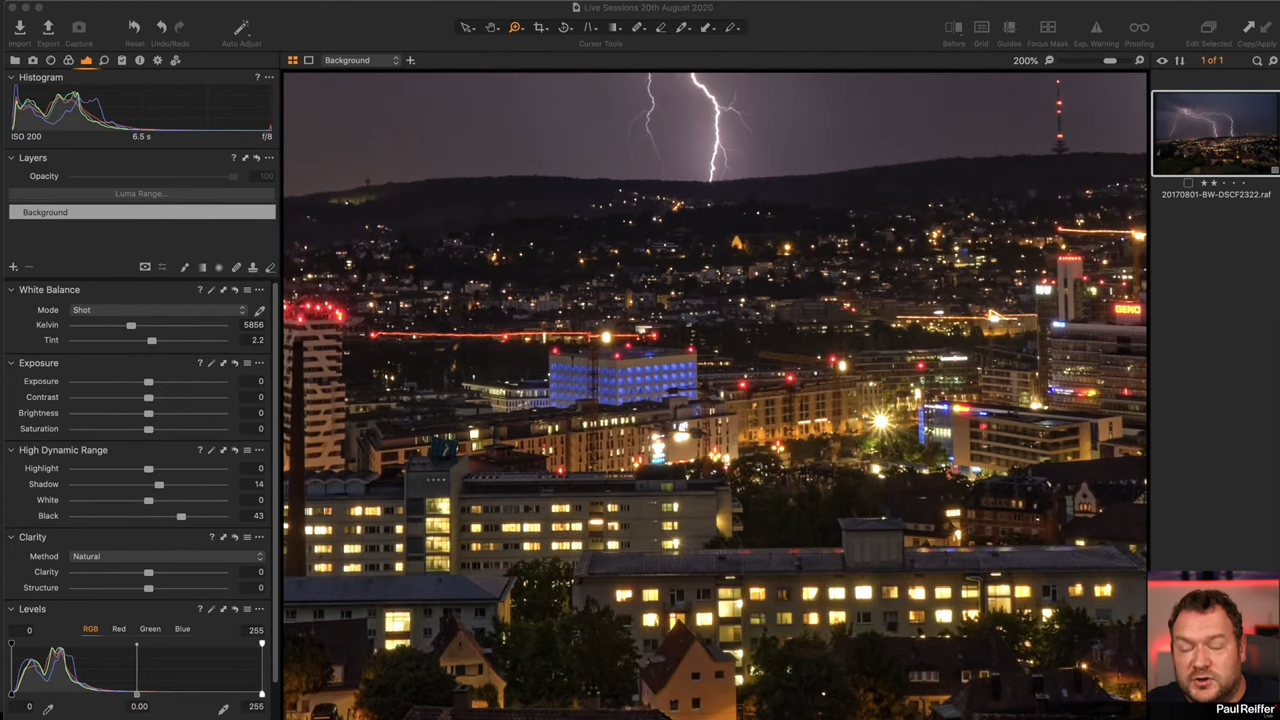 Live Sessions 20th August 2020
Import Export Capture Reset Undo/Redo Auto Adjust Cursor Tools Before Grid Guides Focus Mask Exp. Warning Proofing Edit Selected Copy/Apply
Background
200%
1 of 1
Histogram ?
ISO 200 6.5 s f/8
Layers ?
Opacity 100
Luma Range...
Background
White Balance ?
Mode Shot
Kelvin 5856
Tint 2.2
Exposure ?
Exposure 0
Contrast 0
Brightness 0
Saturation 0
High Dynamic Range ?
Highlight 0
Shadow 14
White 0
Black 43
Clarity ?
Method Natural
Clarity 0
Structure 0
Levels ?
0 RGB Red Green Blue 255
0 0.00 255
GENO
20170801-BW-DSCF2322.raf
PaulReiffer
Live